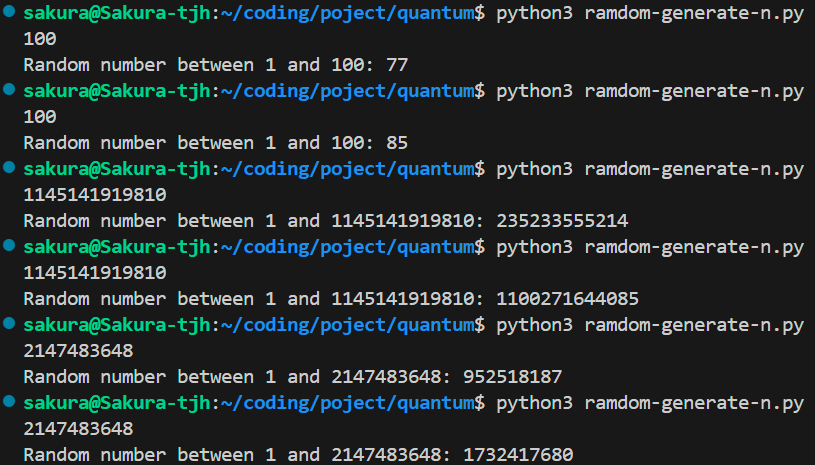 sakura@Sakura-tjh:~/coding/poject/quantum$ python3 ramdom-generate-n.py
100
Random number between 1 and 100: 77
sakura@Sakura-tjh:~/coding/poject/quantum$ python3 ramdom-generate-n.py
100
Random number between 1 and 100: 85
sakura@Sakura-tjh:~/coding/poject/quantum$ python3 ramdom-generate-n.py
1145141919810
Random number between 1 and 1145141919810: 235233555214
sakura@Sakura-tjh:~/coding/poject/quantum$ python3 ramdom-generate-n.py
1145141919810
Random number between 1 and 1145141919810: 1100271644085
sakura@Sakura-tjh:~/coding/poject/quantum$ python3 ramdom-generate-n.py
2147483648
Random number between 1 and 2147483648: 952518187
sakura@Sakura-tjh:~/coding/poject/quantum$ python3 ramdom-generate-n.py
2147483648
Random number between 1 and 2147483648: 1732417680